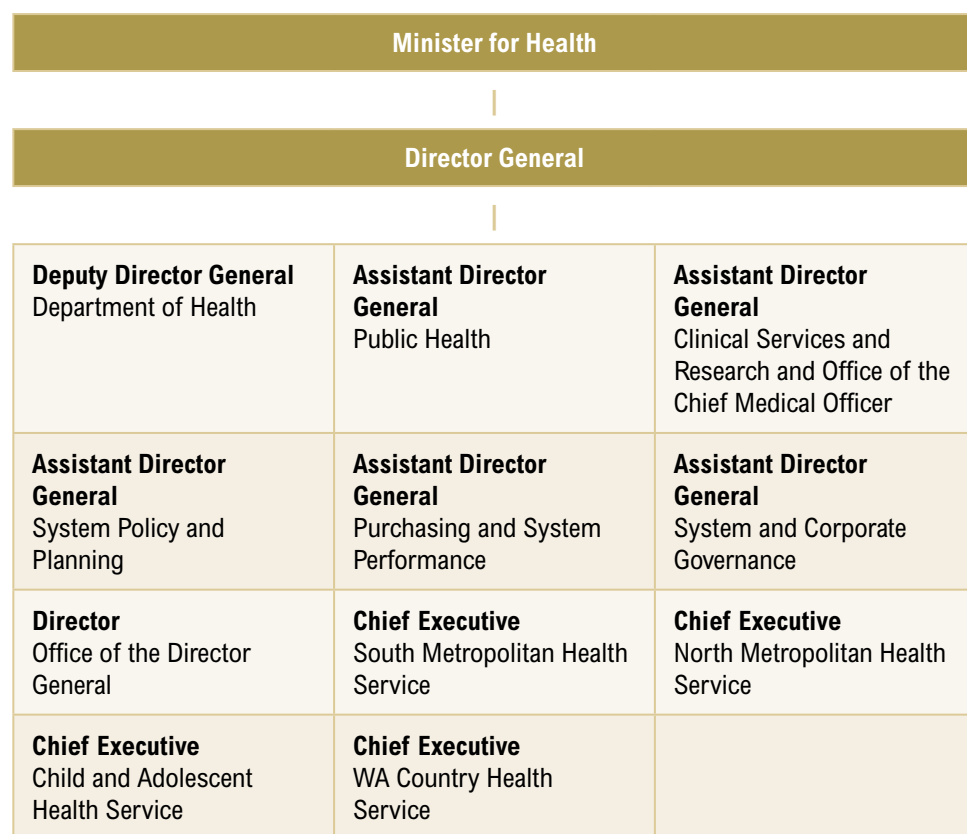 Minister for Health
Director General
Deputy Director General
Department of Health
Assistant Director
General
Public Health
Assistant Director
General
Clinical Services and
Research and Office of the
Chief Medical Officer
Assistant Director
General
System Policy and
Planning
Assistant Director
General
Purchasing and System
Performance
Assistant Director
General
System and Corporate
Governance
Director
Office of the Director
General
Chief Executive
South Metropolitan Health
Service
Chief Executive
North Metropolitan Health
Service
Chief Executive
Child and Adolescent
Health Service
Chief Executive
WA Country Health
Service